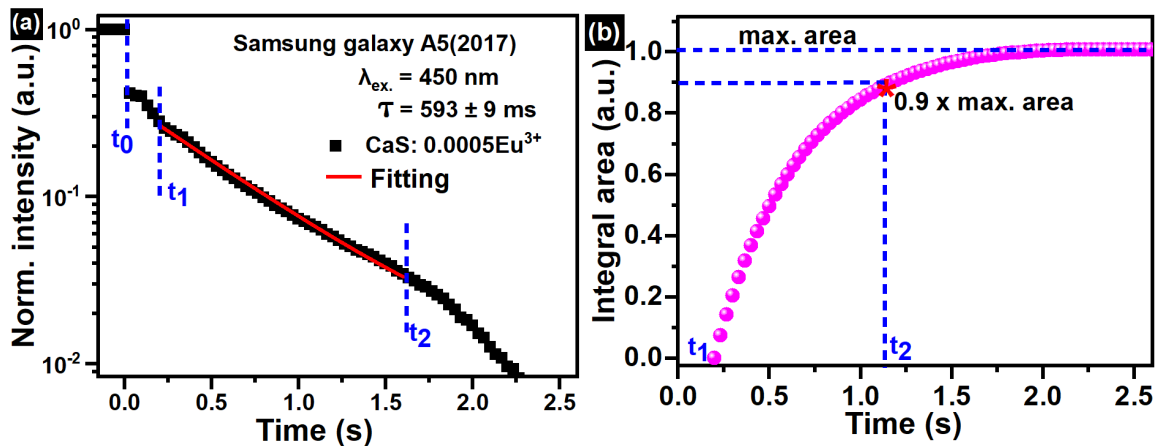 (a)
Norm. intensity (a.u.)
10⁰
10⁻¹
10⁻²
Samsung galaxy A5(2017)
λex. = 450 nm
τ = 593 ± 9 ms
CaS: 0.0005Eu³⁺
Fitting
t₀
t₁
t₂
0.0 0.5 1.0 1.5 2.0 2.5
Time (s)
(b)
Integral area (a.u.)
1.0
0.8
0.6
0.4
0.2
0.0
max. area
0.9 x max. area
t₁
t₂
0.0 0.5 1.0 1.5 2.0 2.5
Time (s)